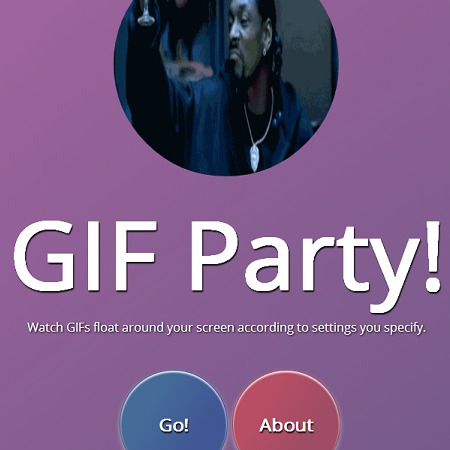 GIF Party!
Watch GIFs float around your screen according to settings you specify.
Go!
About